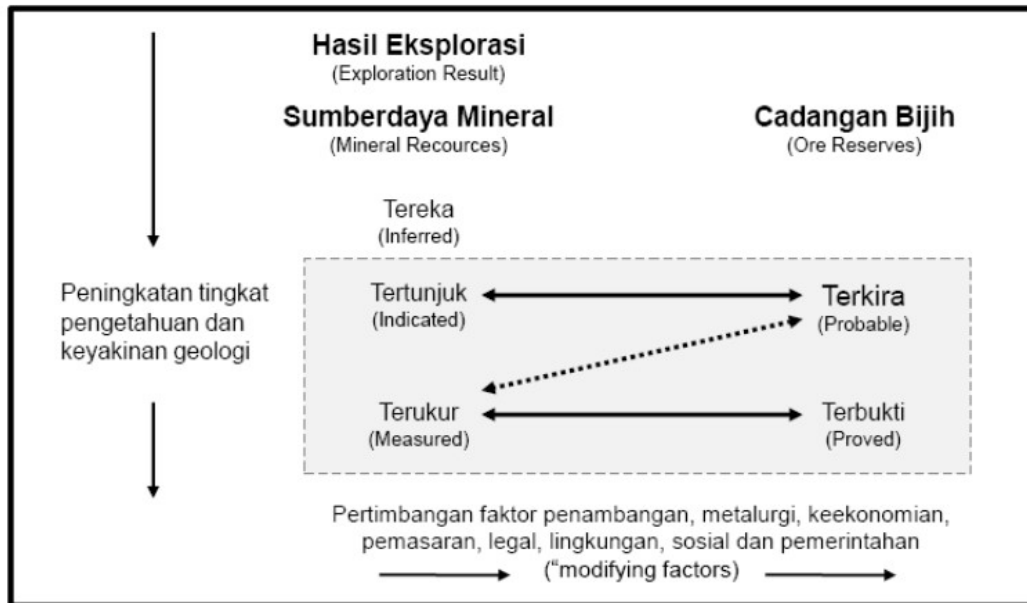 Hasil Eksplorasi
(Exploration Result)
Sumberdaya Mineral
(Mineral Recources)
Cadangan Bijih
(Ore Reserves)
Tereka
(Inferred)
Peningkatan tingkat
pengetahuan dan
keyakinan geologi
Tertunjuk
(Indicated)
Terkira
(Probable)
Terukur
(Measured)
Terbukti
(Proved)
Pertimbangan faktor penambangan, metalurgi, keekonomian,
pemasaran, legal, lingkungan, sosial dan pemerintahan
(“modifying factors)